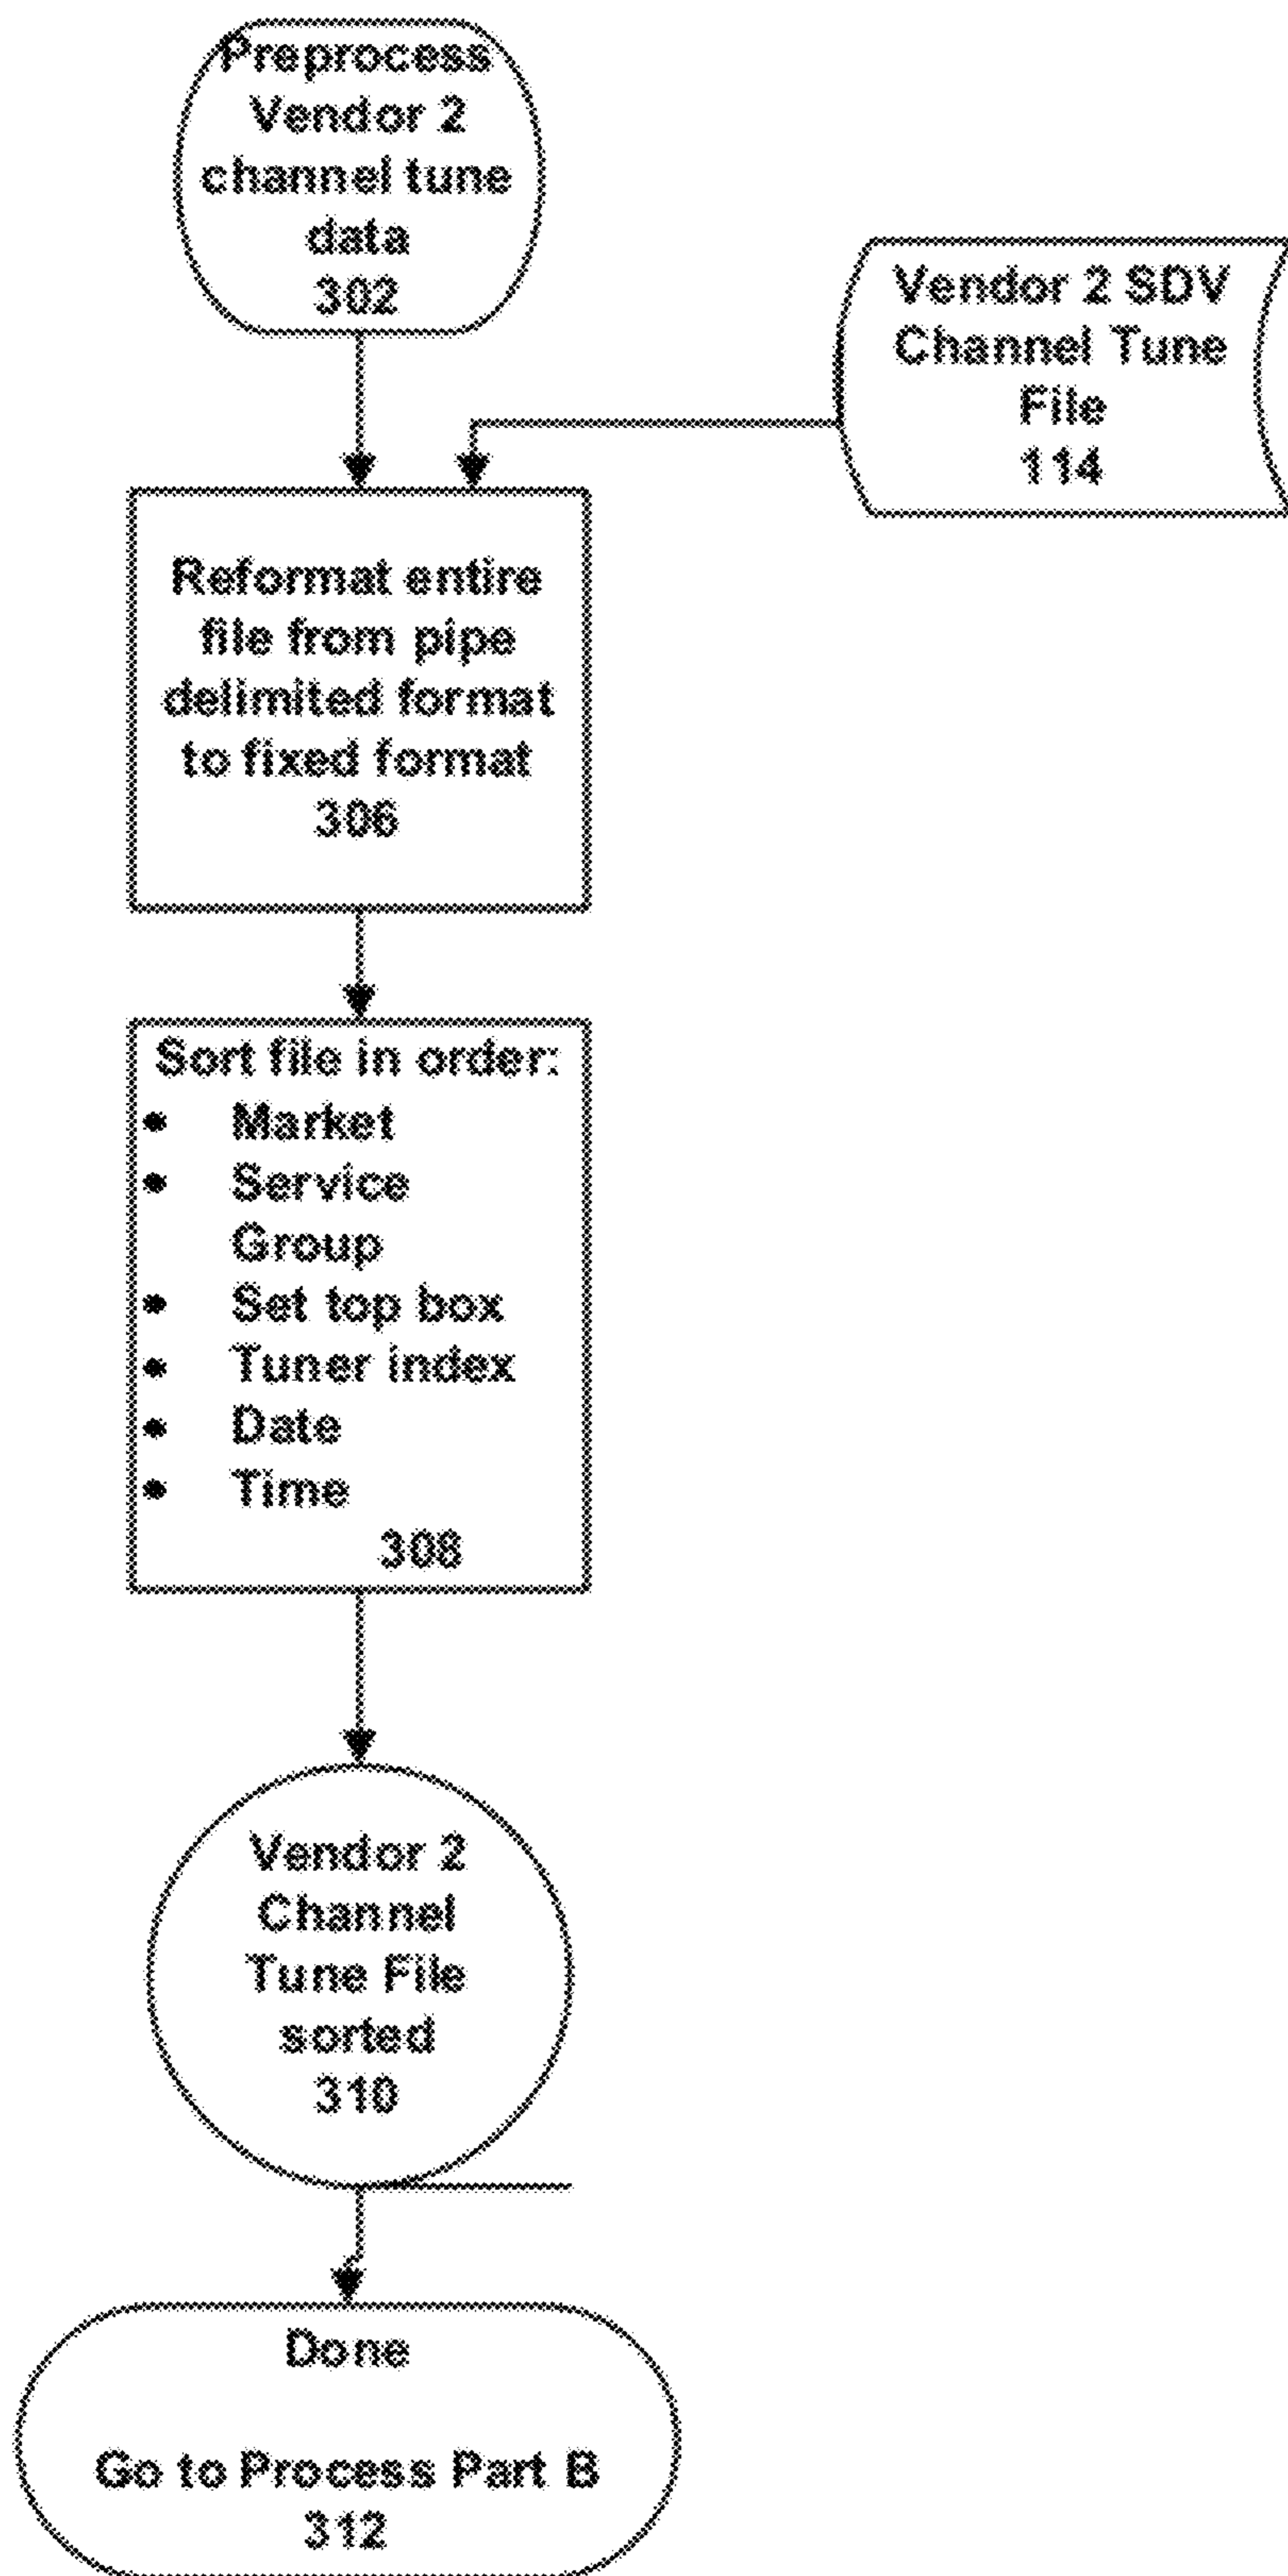 Preprocess
Vendor 2
channel tune
data
302
Vendor 2 SDV
Channel Tune
File
114
Reformat entire
file from pipe
delimited format
to fixed format
306
Sort file in order:
• Market
• Service
Group
• Set top box
• Tuner index
• Date
• Time
308
Vendor 2
Channel
Tune File
sorted
310
Done
Go to Process Part B
312